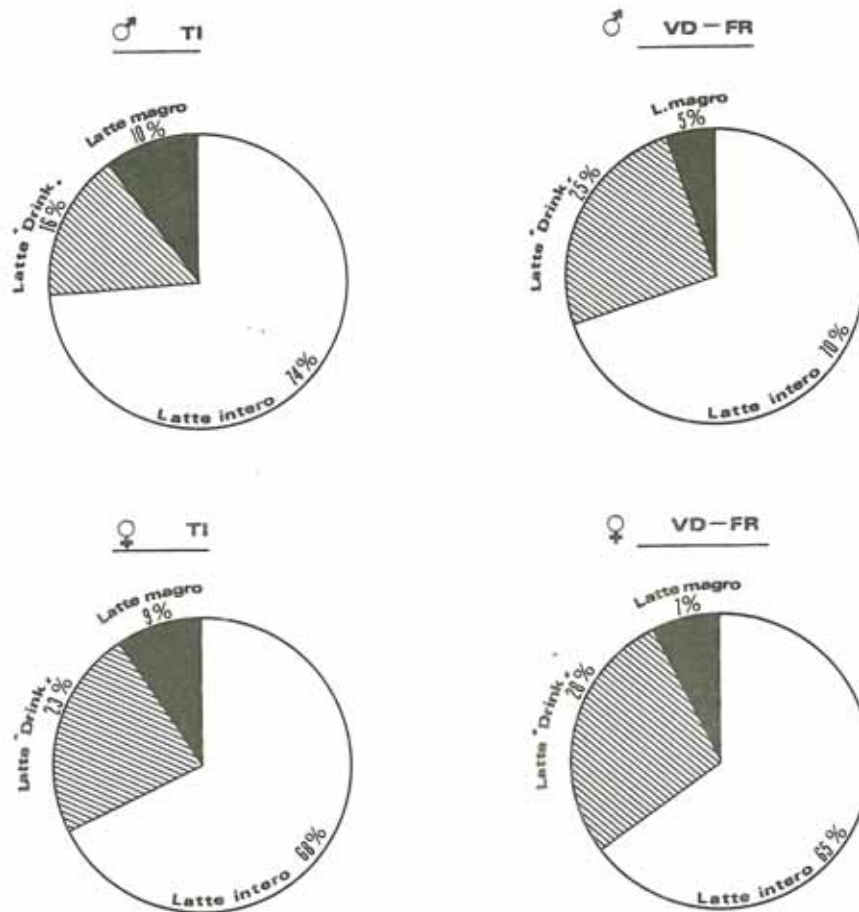 ♂ TI
Latte magro
10%
Latte "Drink"
16%
Latte intero 74%
♂ VD-FR
L.magro
5%
Latte "Drink"
25%
Latte intero 70%
♀ TI
Latte magro
9%
Latte "Drink"
23%
Latte intero 68%
♀ VD-FR
Latte magro
7%
Latte "Drink"
28%
Latte intero 65%